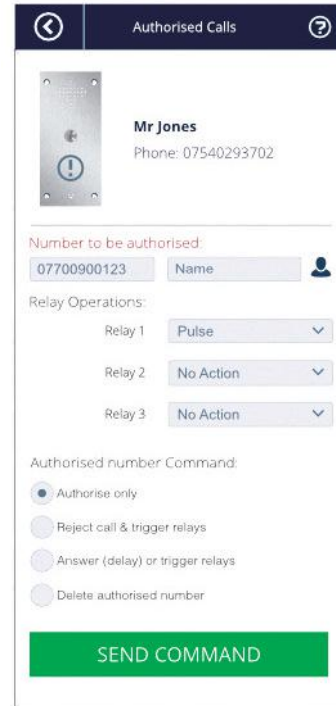 Authorised Calls
Mr Jones
Phone: 07540293702
Number to be authorised:
07700900123 Name
Relay Operations:
Relay 1 Pulse
Relay 2 No Action
Relay 3 No Action
Authorised number Command:
Authorise only
Reject call & trigger relays
Answer (delay) or trigger relays
Delete authorised number
SEND COMMAND